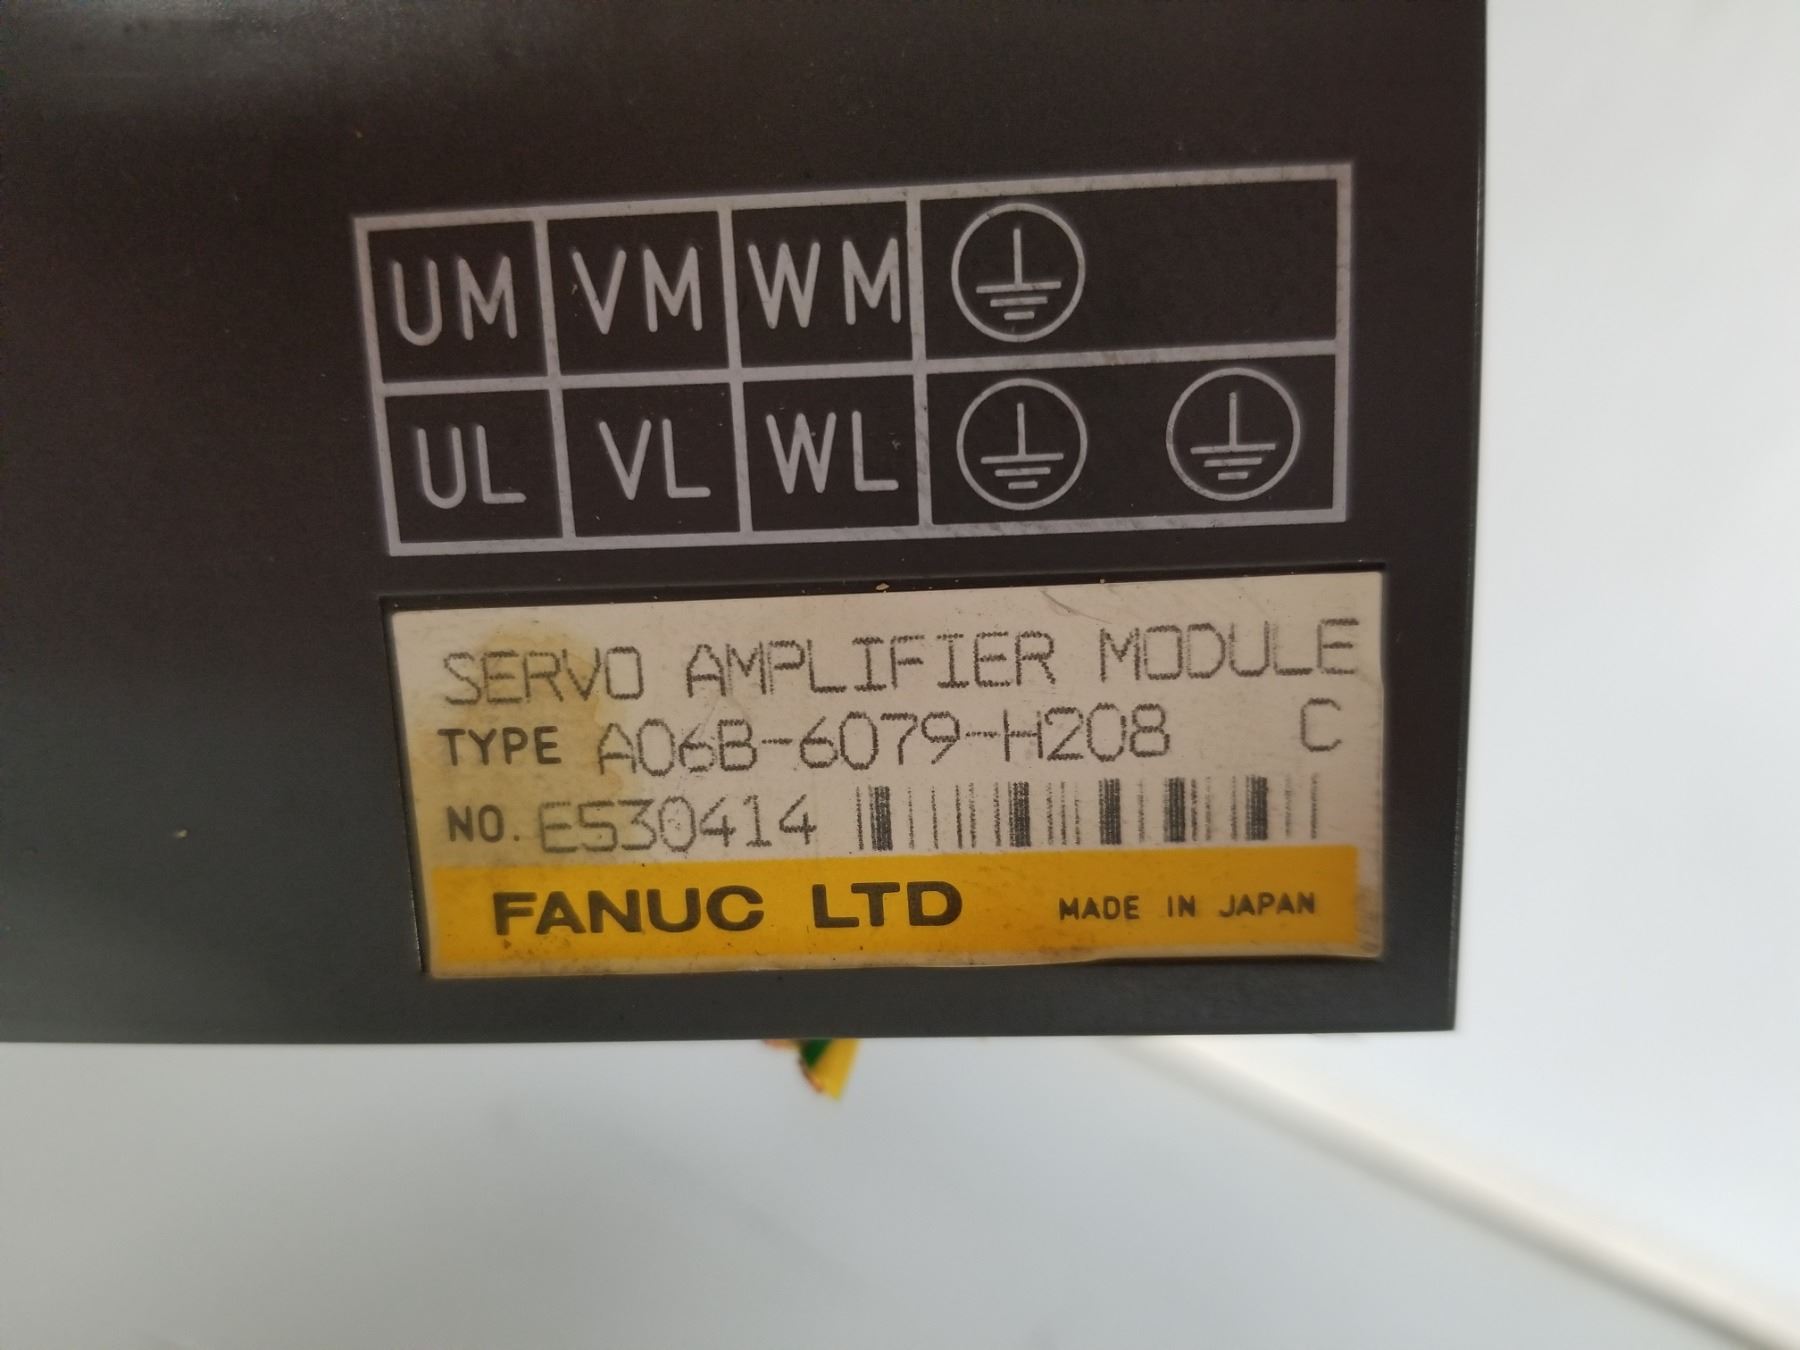 UM VM WM
UL VL WL
SERVO AMPLIFIER MODULE
TYPE A06B-6079-H208 C
NO. E530414
FANUC LTD MADE IN JAPAN